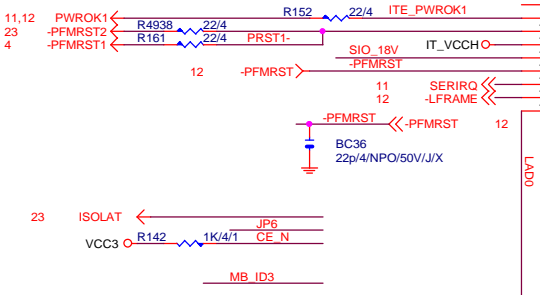 11,12 PWROK1 R152 22/4 ITE_PWROK1
23 -PFMRST2 R4938 22/4
4 -PFMRST1 R161 22/4 PRST1-
IT_VCCH
SIO_18V
12 -PFMRST -PFMRST
11 SERIRQ
12 -LFRAME
-PFMRST -PFMRST 12
BC36
22p/4/NPO/50V/J/X
LAD0
23 ISOLAT
JP6
VCC3 R142 1K/4/1 CE_N
MB_ID3